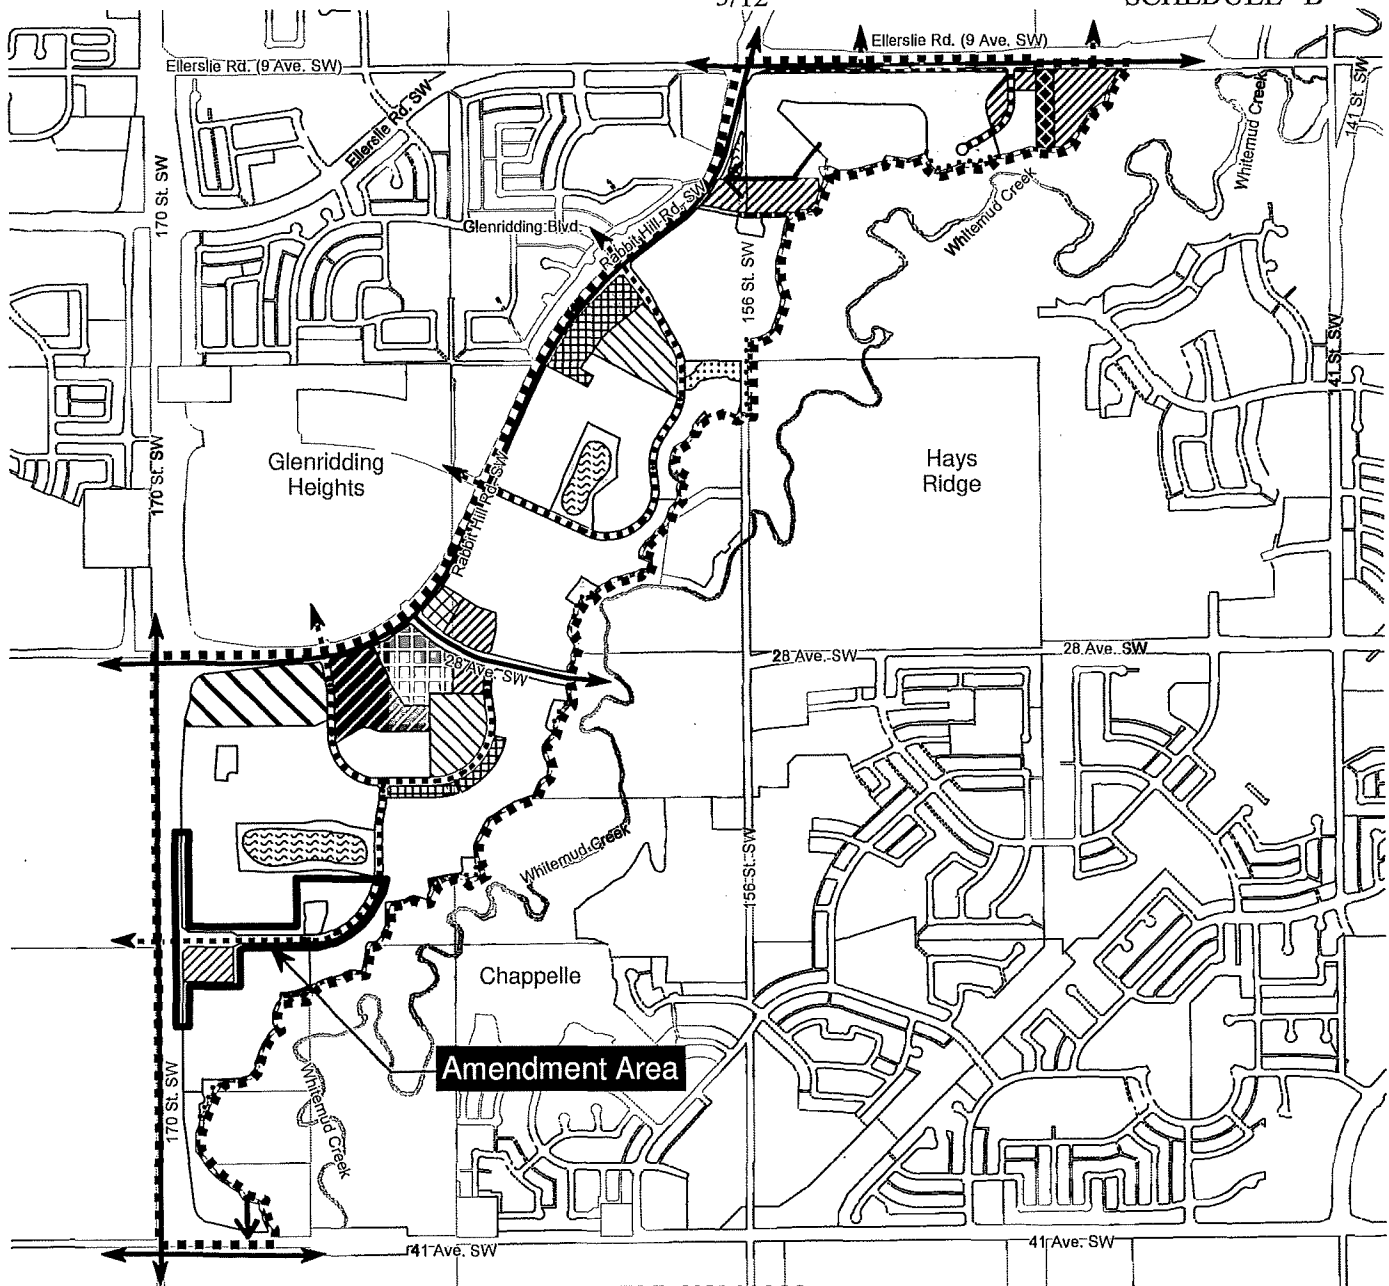 Ellerslie Rd. (9 Ave. SW)
Ellerslie Rd. (9 Ave. SW)
Ellerslie Rd. SW
141 St. SW
Whitemud Creek
170 St. SW
Glenridding Blvd.
Rabbit Hill Rd. SW
156 St. SW
Whitemud Creek
141 St. SW
170 St. SW
Glenridding
Heights
Rabbit Hill Rd. SW
Hays
Ridge
28 Ave. SW
28 Ave. SW
28 Ave. SW
Whitemud Creek
156 St. SW
Chappelle
Amendment Area
170 St. SW
Whitemud Creek
41 Ave. SW
41 Ave. SW